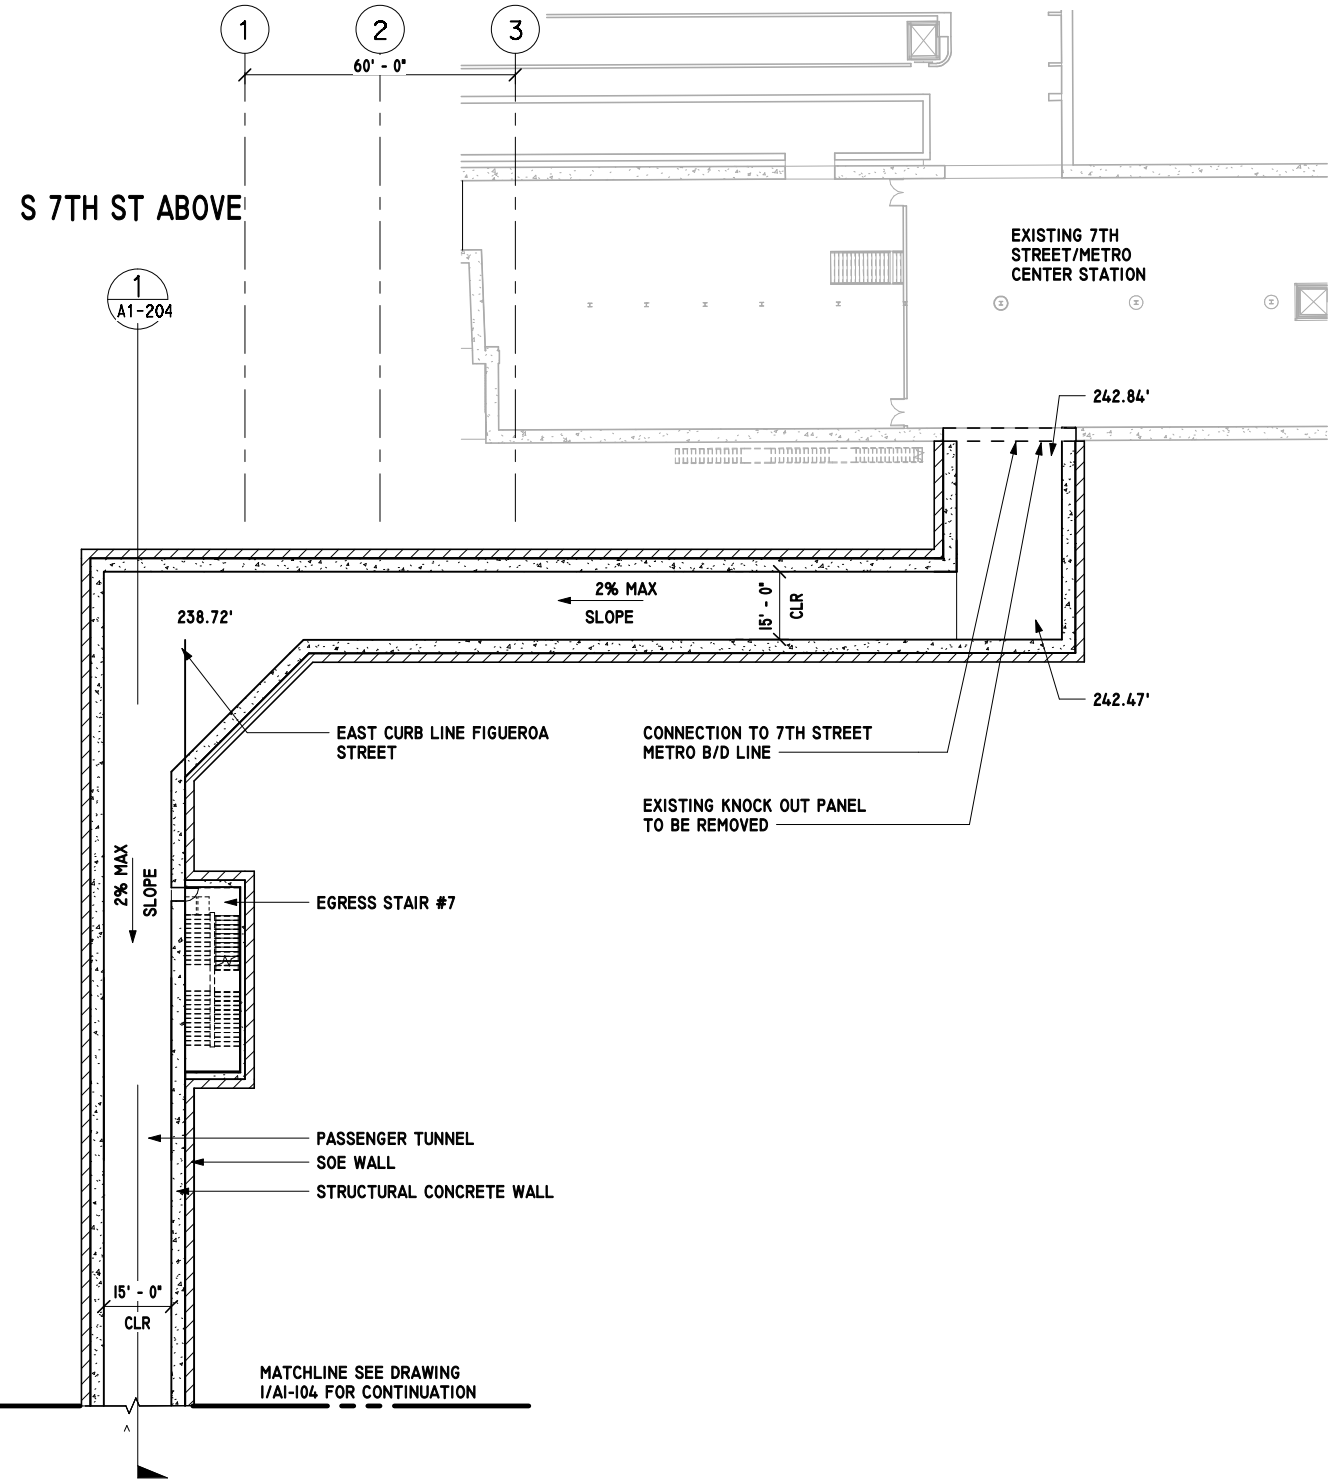 1
2
3
60' - 0"
S 7TH ST ABOVE
EXISTING 7TH
STREET/METRO
CENTER STATION
1
A1-204
242.84'
2% MAX
SLOPE
15' - 0"
CLR
238.72'
242.47'
EAST CURB LINE FIGUEROA
STREET
CONNECTION TO 7TH STREET
METRO B/D LINE
EXISTING KNOCK OUT PANEL
TO BE REMOVED
2% MAX
SLOPE
EGRESS STAIR #7
PASSENGER TUNNEL
SOE WALL
STRUCTURAL CONCRETE WALL
15' - 0"
CLR
MATCHLINE SEE DRAWING
1/A1-104 FOR CONTINUATION